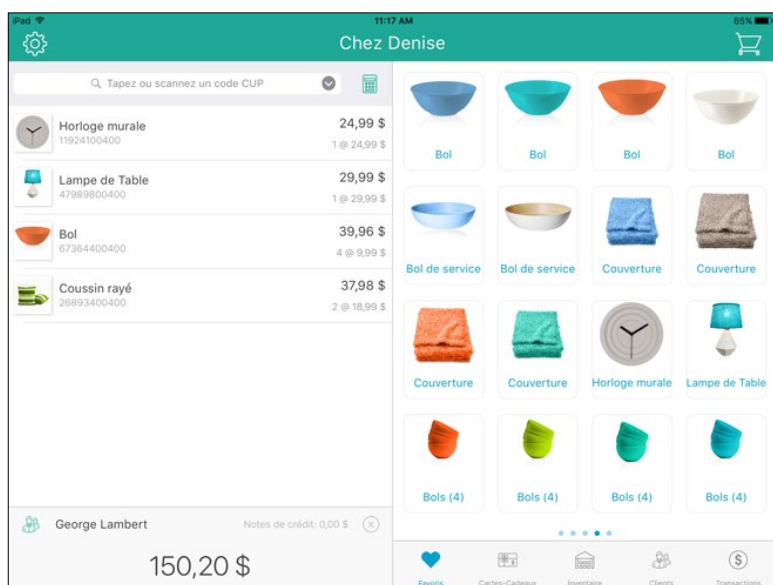 iPad 11:17 AM 85%
Chez Denise
Tapez ou scannez un code CUP
Horloge murale 24,99 $
11924100400 1 @ 24,99 $
Lampe de Table 29,99 $
47989800400 1 @ 29,99 $
Bol 39,96 $
67364400400 4 @ 9,99 $
Coussin rayé 37,98 $
26893400400 2 @ 18,99 $
George Lambert Notes de crédit: 0,00 $
150,20 $
Bol Bol Bol Bol
Bol de service Bol de service Couverture Couverture
Couverture Couverture Horloge murale Lampe de Table
Bols (4) Bols (4) Bols (4) Bols (4)
Favoris Cartes-Cadeaux Inventaire Clients Transactions